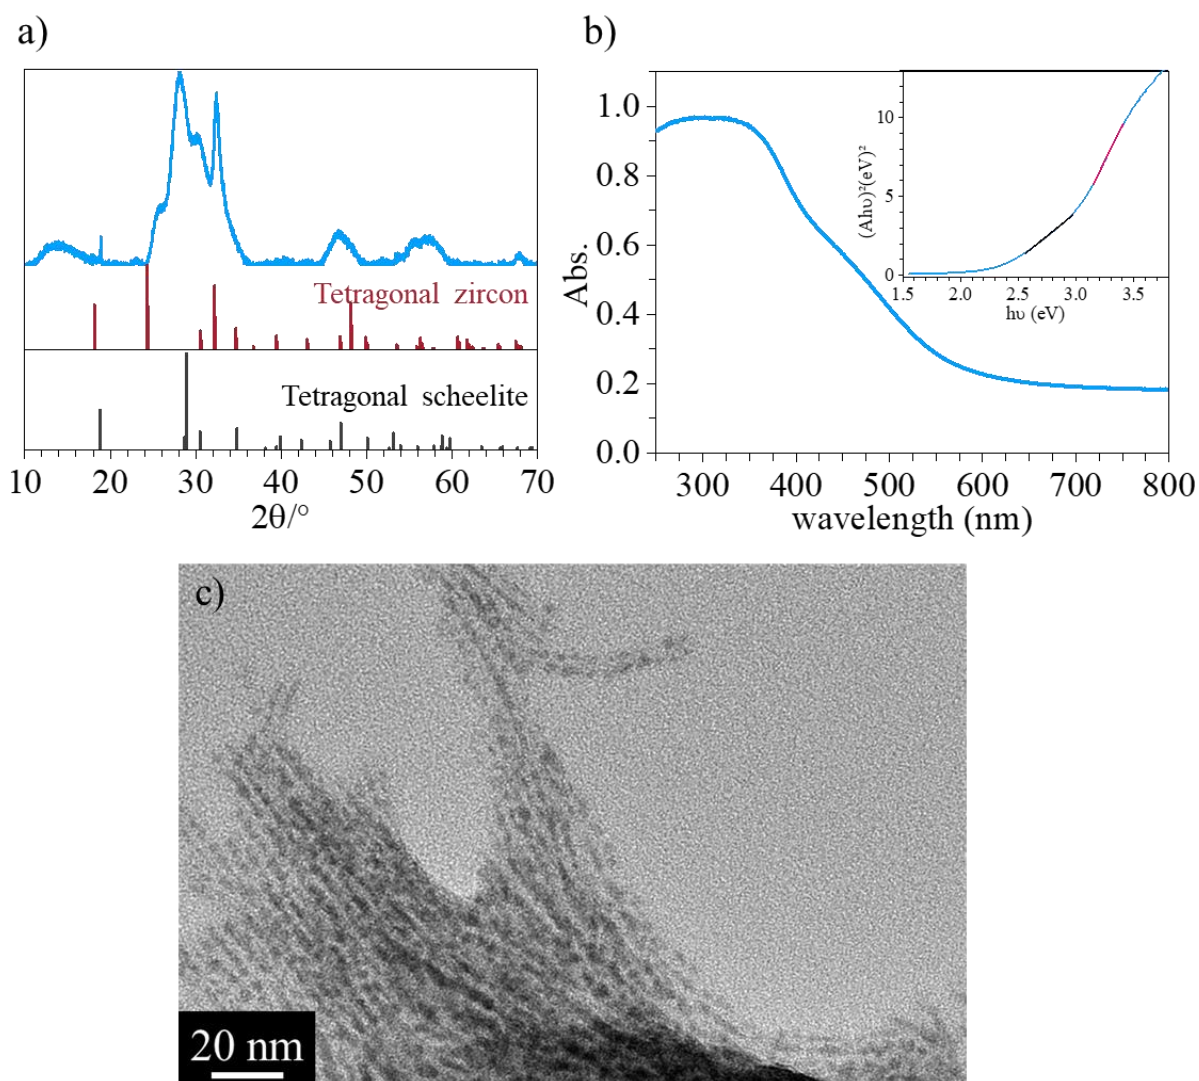 a)
Tetragonal zircon
Tetragonal scheelite
10 20 30 40 50 60 70
2θ/°
b)
1.0
0.8
0.6
0.4
0.2
0.0
Abs.
300 400 500 600 700 800
wavelength (nm)
10
5
0
(Ahυ)²(eV)²
1.5 2.0 2.5 3.0 3.5
hυ (eV)
c)
20 nm